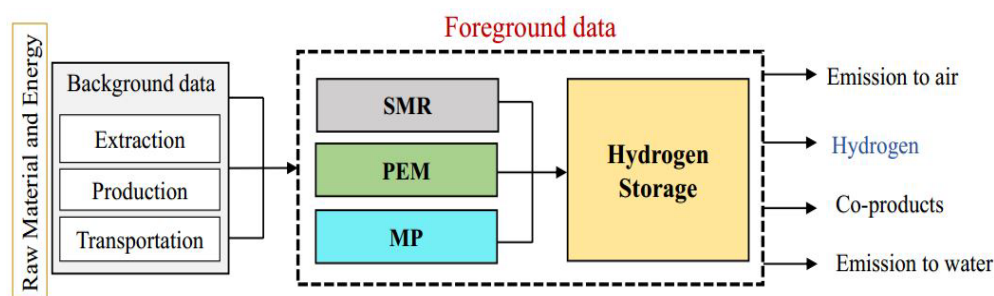 Raw Material and Energy
Background data
Extraction
Production
Transportation
Foreground data
SMR
PEM
MP
Hydrogen
Storage
Emission to air
Hydrogen
Co-products
Emission to water